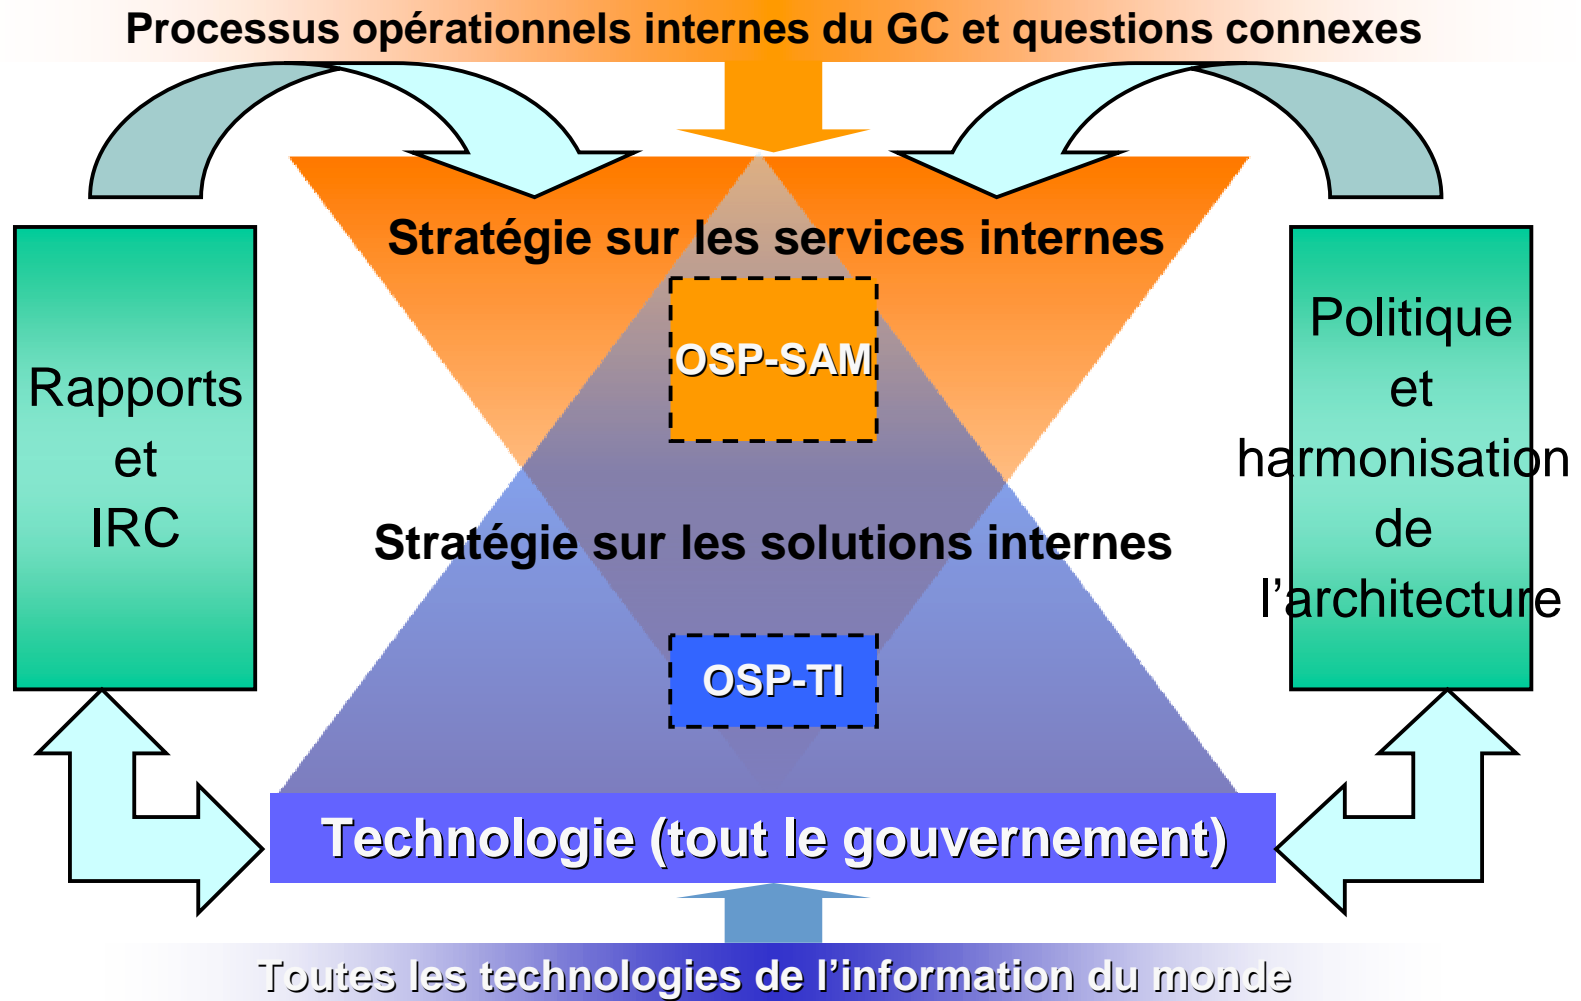 Processus opérationnels internes du GC et questions connexes
Stratégie sur les services internes
OSP-SAM
Rapports
et
IRC
Politique
et
harmonisation
de
l’architecture
Stratégie sur les solutions internes
OSP-TI
Technologie (tout le gouvernement)
Toutes les technologies de l’information du monde